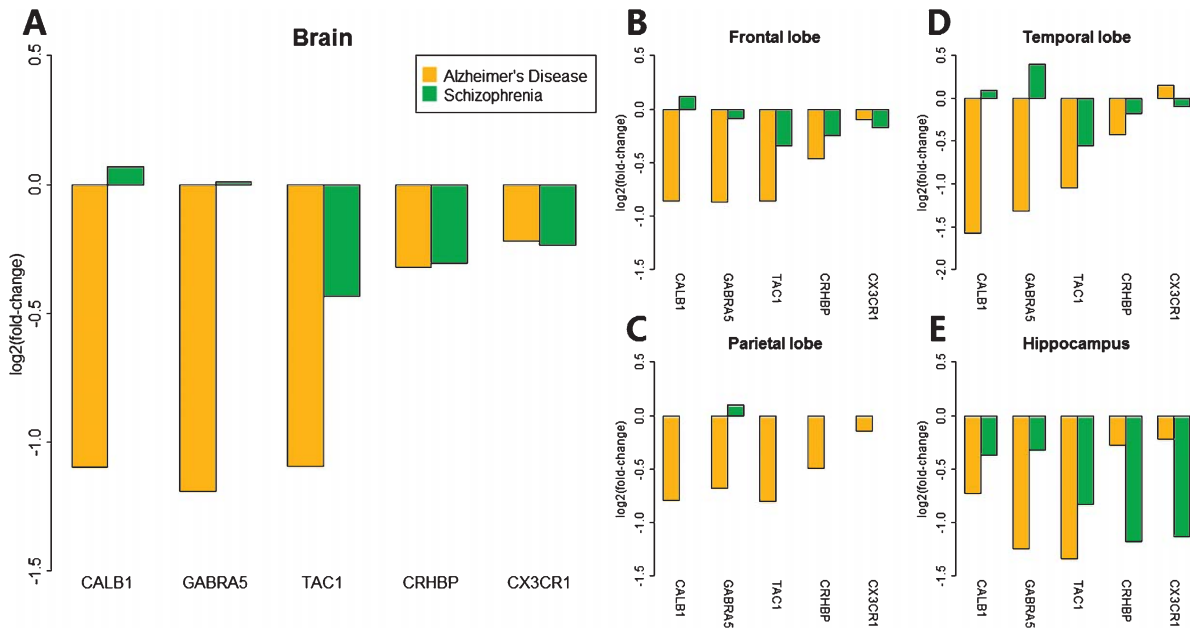 A
Brain
Alzheimer's Disease
Schizophrenia
log2(fold-change)
0.5
0.0
-0.5
-1.0
-1.5
CALB1 GABRA5 TAC1 CRHBP CX3CR1
B
Frontal lobe
log2(fold-change)
0.5
0.0
-0.5
-1.0
-1.5
CALB1 GABRA5 TAC1 CRHBP CX3CR1
C
Parietal lobe
log2(fold-change)
0.5
0.0
-0.5
-1.0
-1.5
CALB1 GABRA5 TAC1 CRHBP CX3CR1
D
Temporal lobe
log2(fold-change)
0.5
0.0
-0.5
-1.0
-1.5
-2.0
CALB1 GABRA5 TAC1 CRHBP CX3CR1
E
Hippocampus
log2(fold-change)
0.5
0.0
-0.5
-1.0
-1.5
CALB1 GABRA5 TAC1 CRHBP CX3CR1